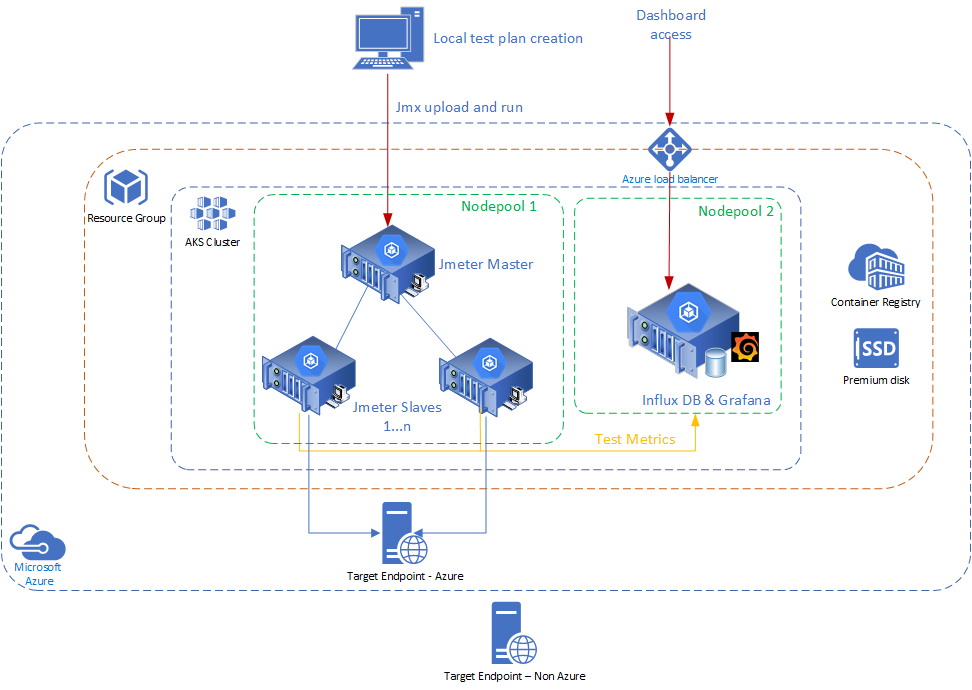 Dashboard
access
Local test plan creation
Jmx upload and run
Azure load balancer
Resource Group
AKS Cluster
Nodepool 1
Nodepool 2
Jmeter Master
Container Registry
SSD
Premium disk
Jmeter Slaves
1...n
Influx DB & Grafana
Test Metrics
Microsoft
Azure
Target Endpoint - Azure
Target Endpoint – Non Azure